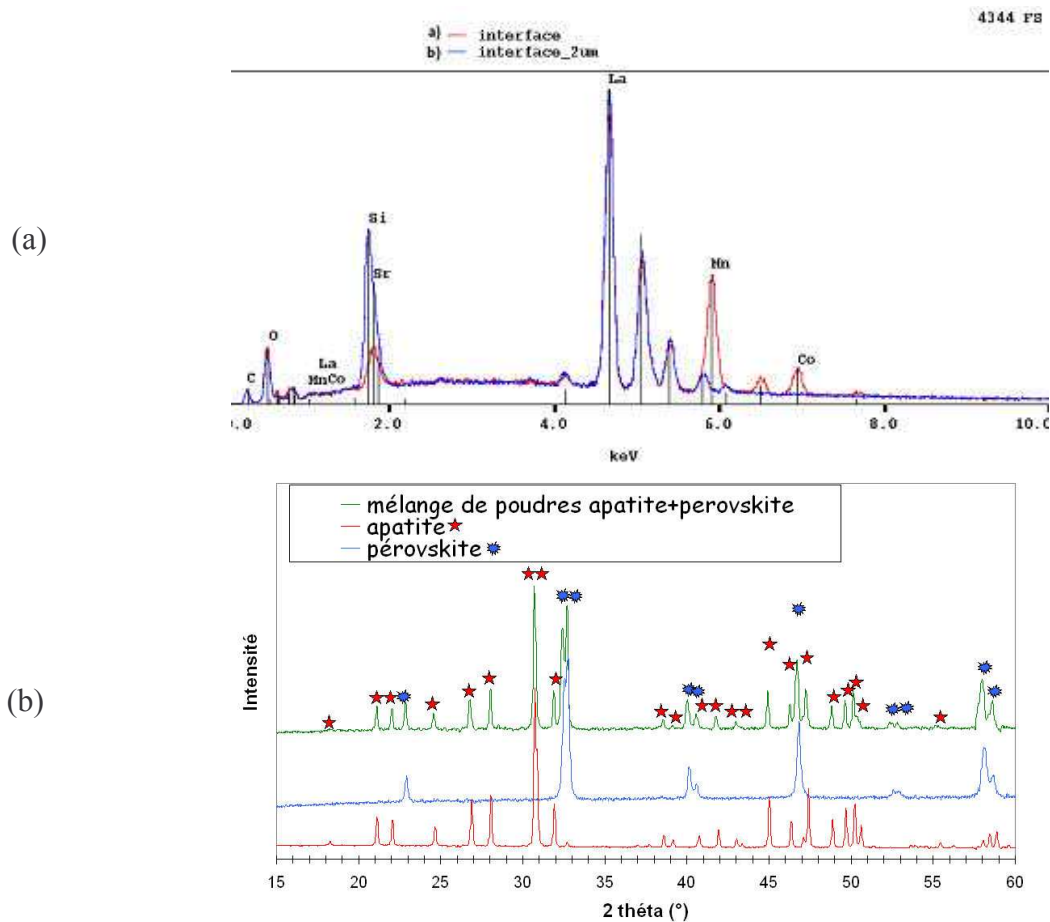 4344 FS
a) interface
b) interface_2um
(a)
La
Si
Sr
Mn
O
La
Co
C
MnCo
.0 2.0 4.0 6.0 8.0 10.0
keV
mélange de poudres apatite+perovskite
apatite
pérovskite
Intensité
(b)
15 20 25 30 35 40 45 50 55 60
2 théta (°)